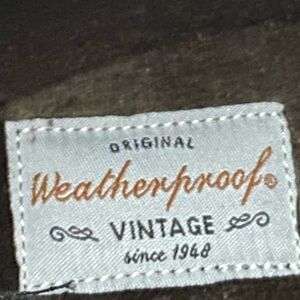 ORIGINAL
Weatherproof®
VINTAGE
since 1948